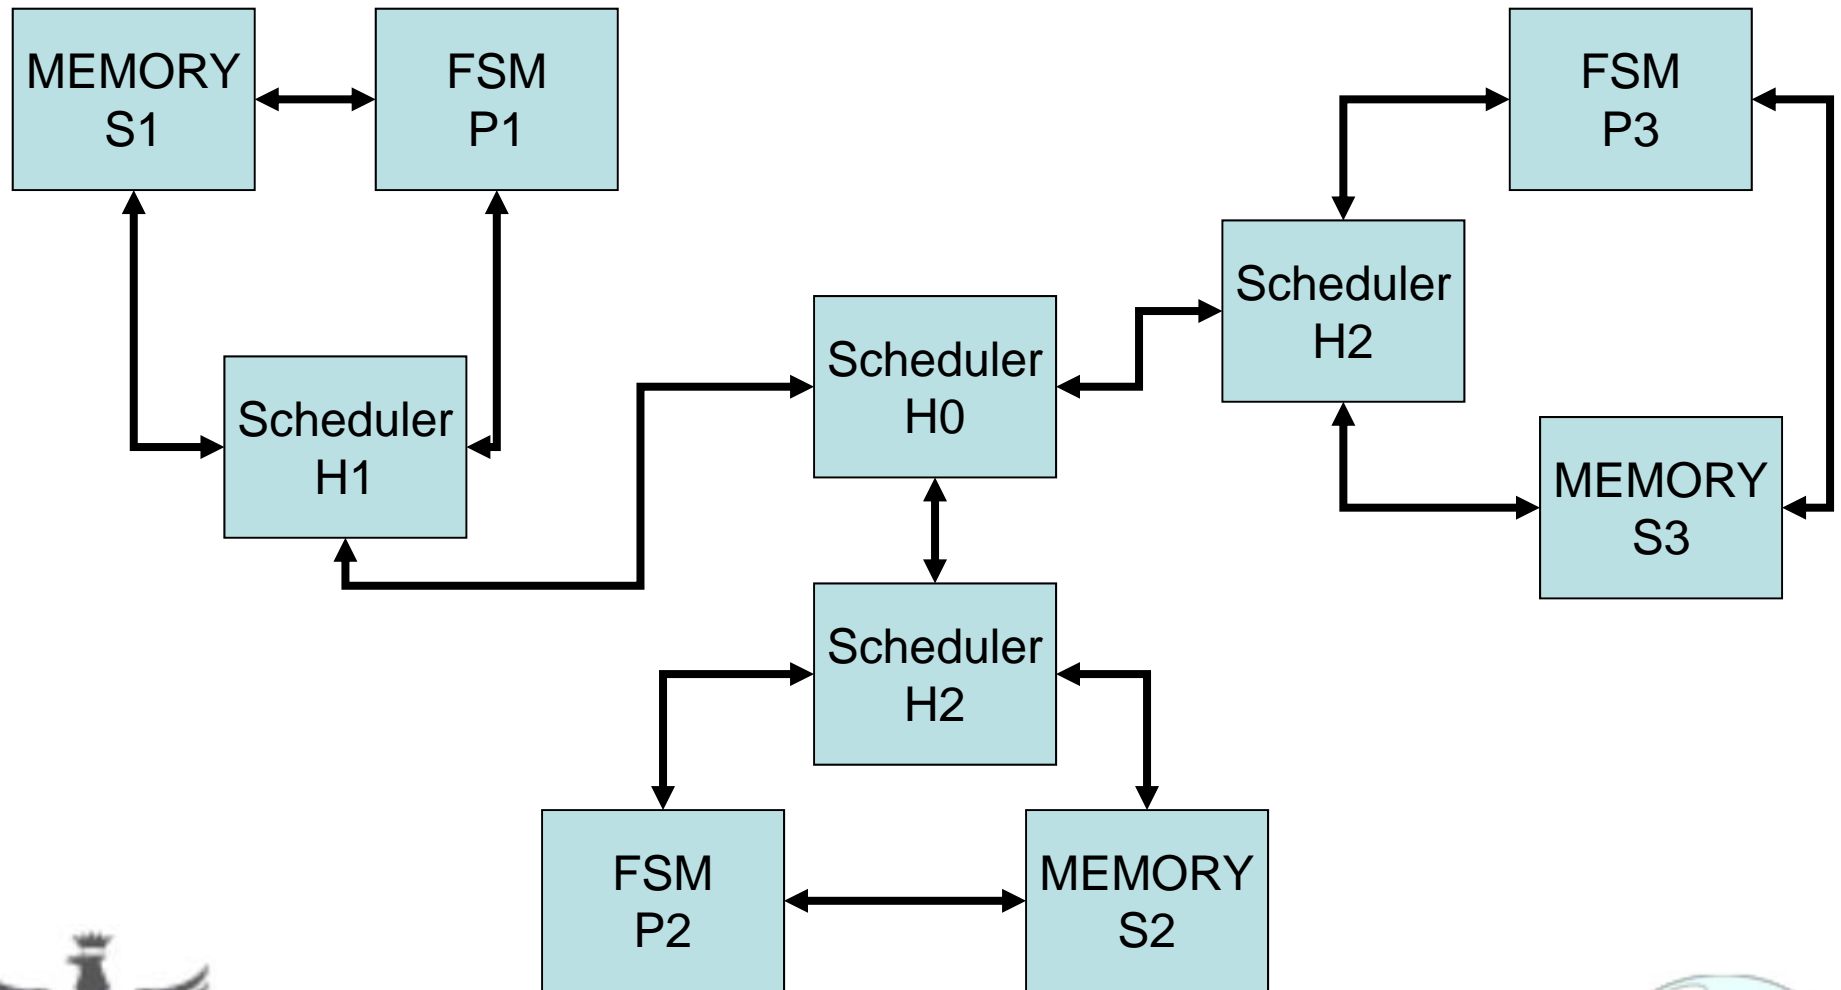 MEMORY
S1
FSM
P1
FSM
P3
Scheduler
H2
Scheduler
H0
Scheduler
H1
MEMORY
S3
Scheduler
H2
FSM
P2
MEMORY
S2